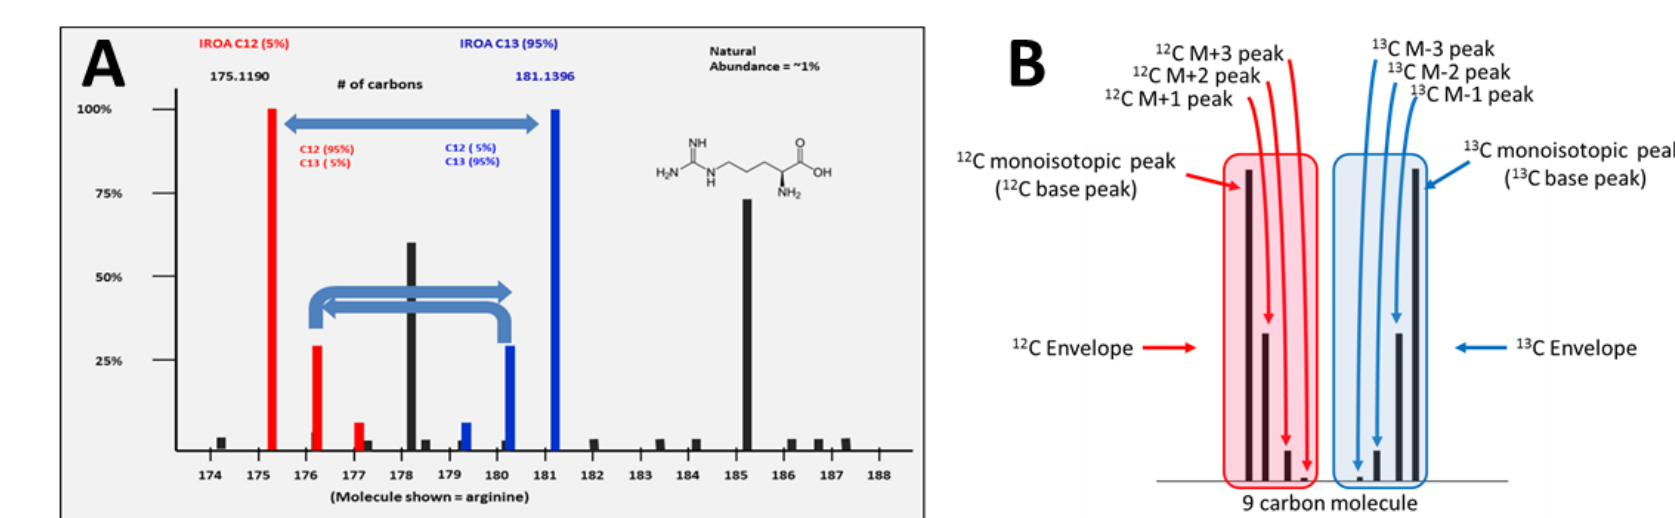 A
IROA C12 (5%)
175.1190
# of carbons
IROA C13 (95%)
181.1396
Natural
Abundance = ~1%
100%
75%
50%
25%
C12 (95%)
C13 ( 5%)
C12 ( 5%)
C13 (95%)
NH
H₂N
N
H
O
OH
NH₂
174 175 176 177 178 179 180 181 182 183 184 185 186 187 188
(Molecule shown = arginine)
B
¹²C M+3 peak
¹²C M+2 peak
¹²C M+1 peak
¹³C M-3 peak
¹³C M-2 peak
¹³C M-1 peak
¹²C monoisotopic peak
(¹²C base peak)
¹³C monoisotopic peak
(¹³C base peak)
¹²C Envelope
¹³C Envelope
9 carbon molecule